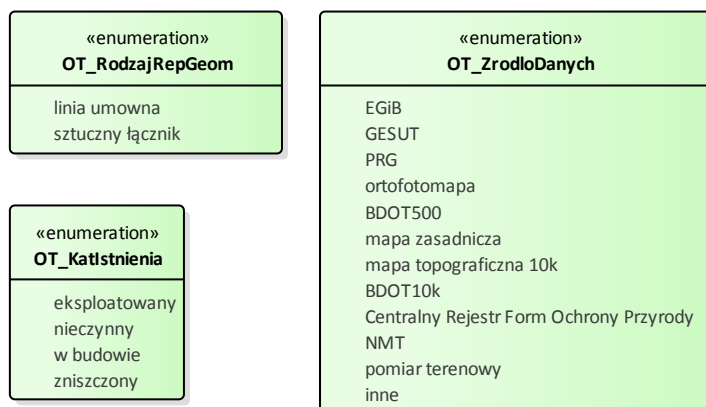 «enumeration»
OT_RodzajRepGeom
linia umowna
sztuczny łącznik
«enumeration»
OT_KatIstnienia
eksploatowany
nieczynny
w budowie
zniszczony
«enumeration»
OT_ZrodloDanych
EGiB
GESUT
PRG
ortofotomapa
BDOT500
mapa zasadnicza
mapa topograficzna 10k
BDOT10k
Centralny Rejestr Form Ochrony Przyrody
NMT
pomiar terenowy
inne